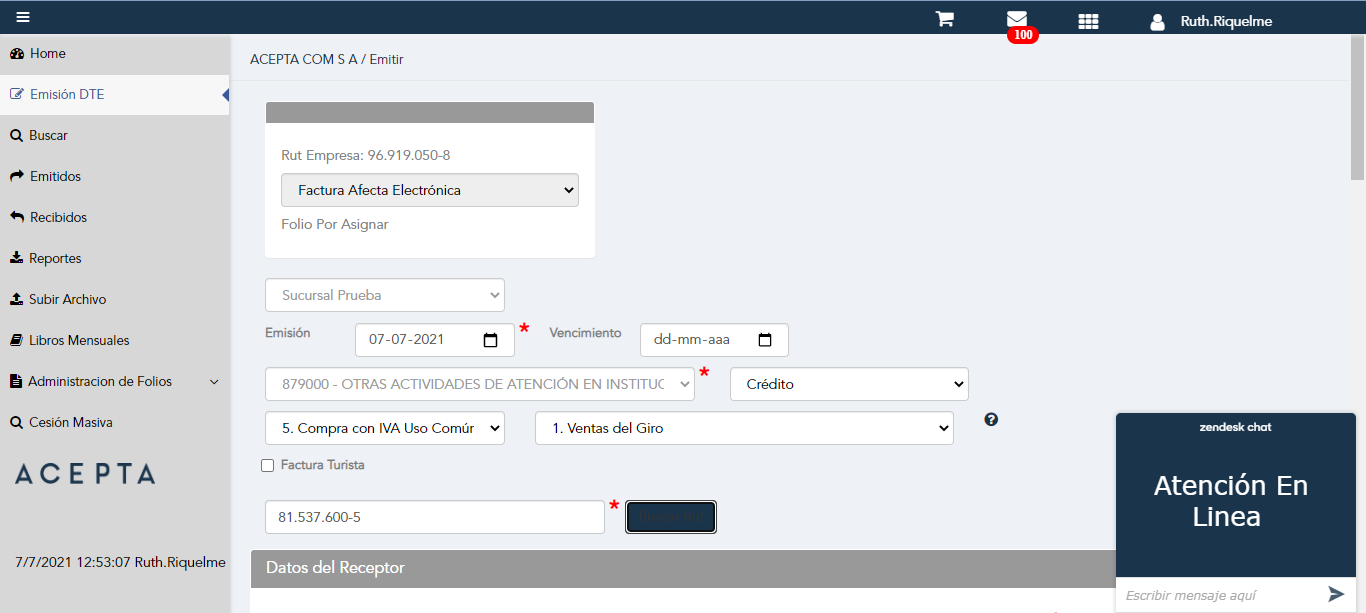 100
Ruth.Riquelme
Home
Emisión DTE
Buscar
Emitidos
Recibidos
Reportes
Subir Archivo
Libros Mensuales
Administracion de Folios
Cesión Masiva
ACEPTA
7/7/2021 12:53:07 Ruth.Riquelme
ACEPTA COM S A / Emitir
Rut Empresa: 96.919.050-8
Factura Afecta Electrónica
Folio Por Asignar
Sucursal Prueba
Emisión 07-07-2021 * Vencimiento dd-mm-aaa
879000 - OTRAS ACTIVIDADES DE ATENCIÓN EN INSTITUC * Crédito
5. Compra con IVA Uso Comúr 1. Ventas del Giro ?
Factura Turista
81.537.600-5 *
Datos del Receptor
zendesk chat
Atención En
Linea
Escribir mensaje aquí